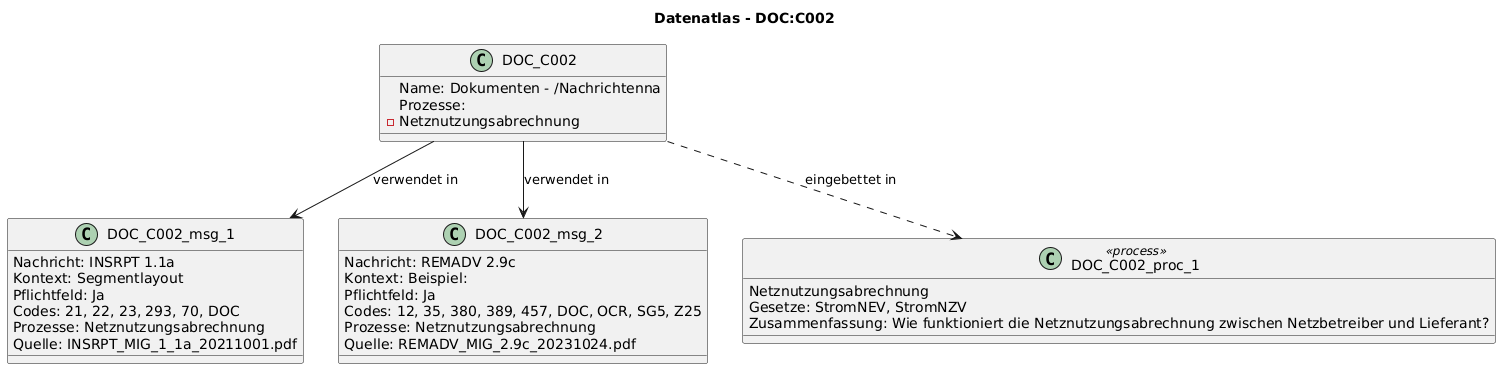 Datenatlas - DOC:C002
C DOC_C002
Name: Dokumenten - /Nachrichtenna
Prozesse:
Netznutzungsabrechnung
verwendet in
verwendet in
eingebettet in
C DOC_C002_msg_1
Nachricht: INSRPT 1.1a
Kontext: Segmentlayout
Pflichtfeld: Ja
Codes: 21, 22, 23, 293, 70, DOC
Prozesse: Netznutzungsabrechnung
Quelle: INSRPT_MIG_1_1a_20211001.pdf
C DOC_C002_msg_2
Nachricht: REMADV 2.9c
Kontext: Beispiel:
Pflichtfeld: Ja
Codes: 12, 35, 380, 389, 457, DOC, OCR, SG5, Z25
Prozesse: Netznutzungsabrechnung
Quelle: REMADV_MIG_2.9c_20231024.pdf
«process»
C DOC_C002_proc_1
Netznutzungsabrechnung
Gesetze: StromNEV, StromNZV
Zusammenfassung: Wie funktioniert die Netznutzungsabrechnung zwischen Netzbetreiber und Lieferant?